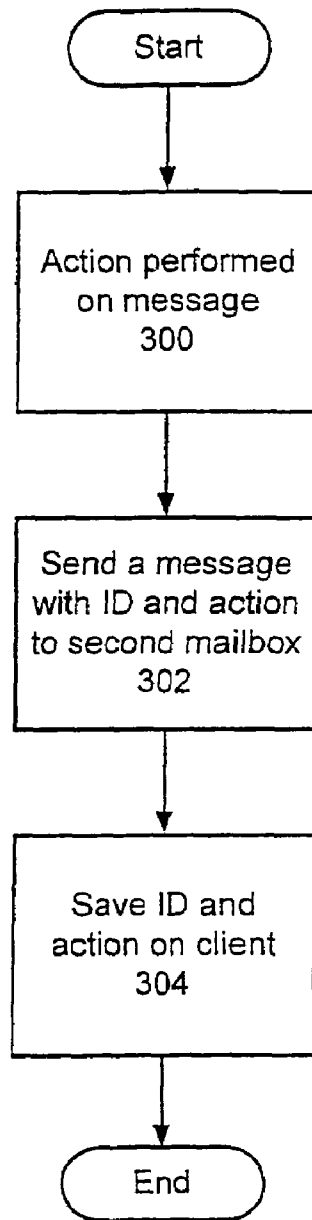 Start
Action performed
on message
300
Send a message
with ID and action
to second mailbox
302
Save ID and
action on client
304
End